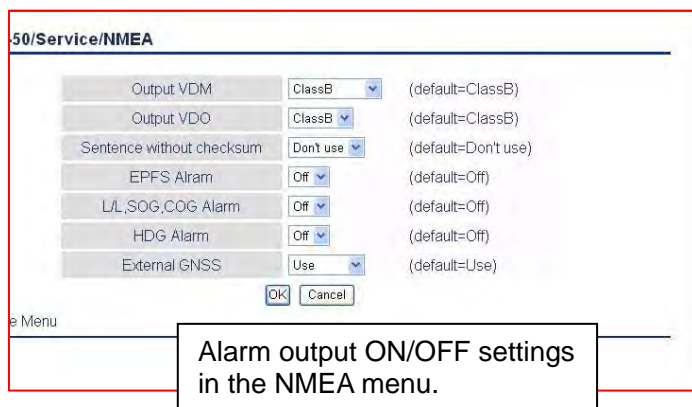 -50/Service/NMEA
Output VDM ClassB (default=ClassB)
Output VDO ClassB (default=ClassB)
Sentence without checksum Don't use (default=Don't use)
EPFS Alram Off (default=Off)
L/L,SOG,COG Alarm Off (default=Off)
HDG Alarm Off (default=Off)
External GNSS Use (default=Use)
OK Cancel
e Menu
Alarm output ON/OFF settings
in the NMEA menu.